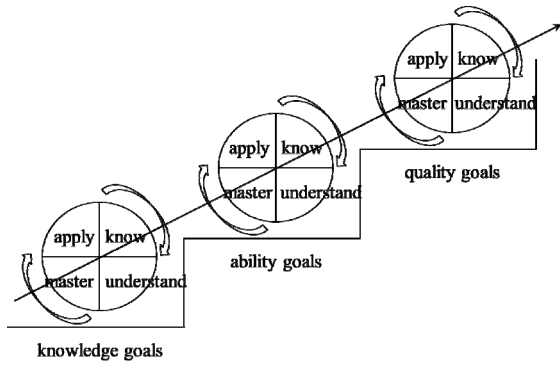 apply know
master understand
quality goals
apply know
master understand
ability goals
apply know
master understand
knowledge goals